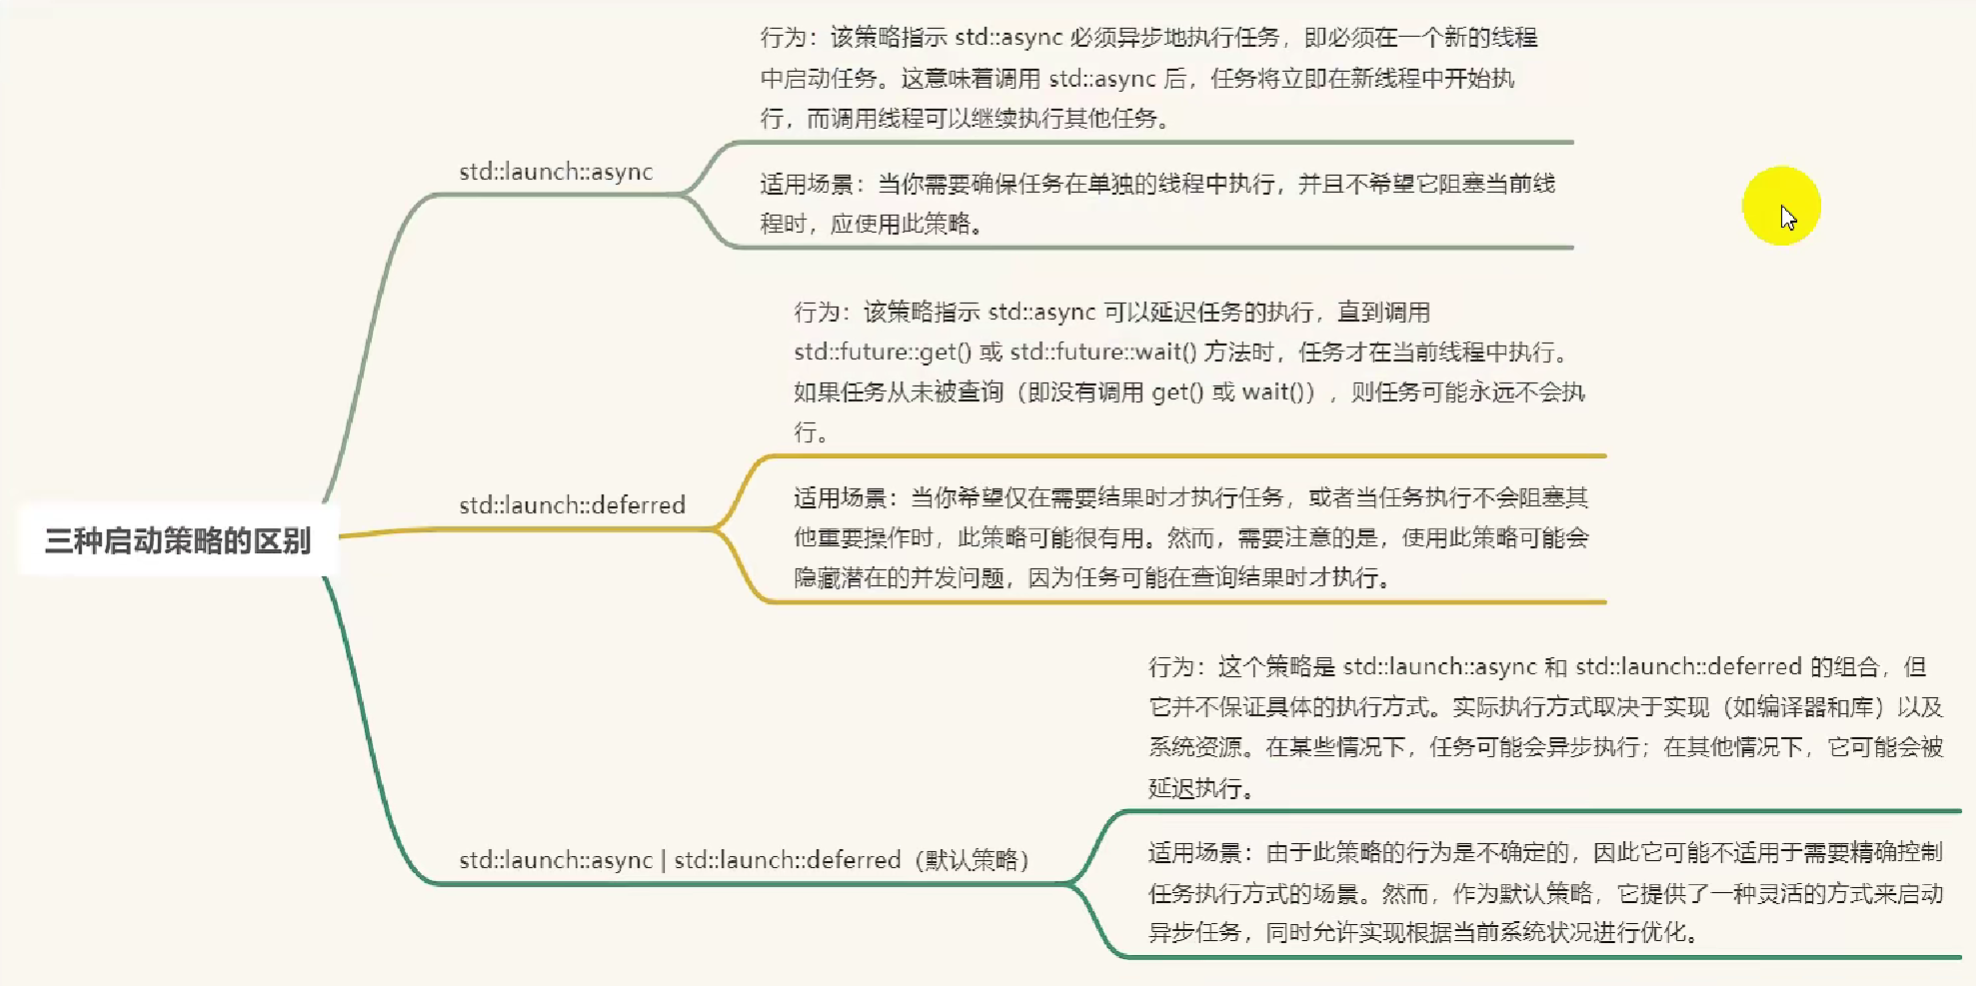 三种启动策略的区别
std::launch::async
行为：该策略指示 std::async 必须异步地执行任务，即必须在一个新的线程
中启动任务。这意味着调用 std::async 后，任务将立即在新线程中开始执
行，而调用线程可以继续执行其他任务。
适用场景：当你需要确保任务在单独的线程中执行，并且不希望它阻塞当前线
程时，应使用此策略。
std::launch::deferred
行为：该策略指示 std::async 可以延迟任务的执行，直到调用
std::future::get() 或 std::future::wait() 方法时，任务才在当前线程中执行。
如果任务从未被查询（即没有调用 get() 或 wait()），则任务可能永远不会执
行。
适用场景：当你希望仅在需要结果时才执行任务，或者当任务执行不会阻塞其
他重要操作时，此策略可能很有用。然而，需要注意的是，使用此策略可能会
隐藏潜在的并发问题，因为任务可能在查询结果时才执行。
std::launch::async | std::launch::deferred（默认策略）
行为：这个策略是 std::launch::async 和 std::launch::deferred 的组合，但
它并不保证具体的执行方式。实际执行方式取决于实现（如编译器和库）以及
系统资源。在某些情况下，任务可能会异步执行；在其他情况下，它可能会被
延迟执行。
适用场景：由于此策略的行为是不确定的，因此它可能不适用于需要精确控制
任务执行方式的场景。然而，作为默认策略，它提供了一种灵活的方式来启动
异步任务，同时允许实现根据当前系统状况进行优化。